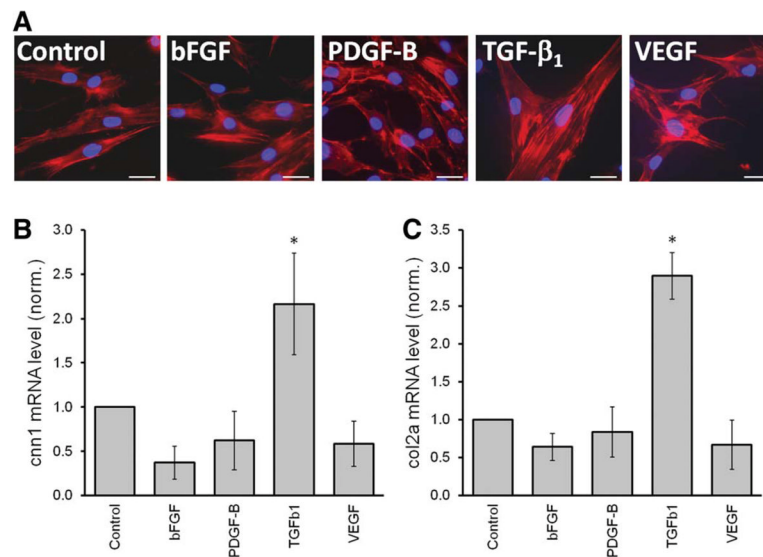 A
Control bFGF PDGF-B TGF-β₁ VEGF
B
cnn1 mRNA level (norm.)
3.0
2.5
2.0
1.5
1.0
0.5
0.0
*
Control
bFGF
PDGF-B
TGFb1
VEGF
C
col2a mRNA level (norm.)
3.5
3.0
2.5
2.0
1.5
1.0
0.5
0.0
*
Control
bFGF
PDGF-B
TGFb1
VEGF